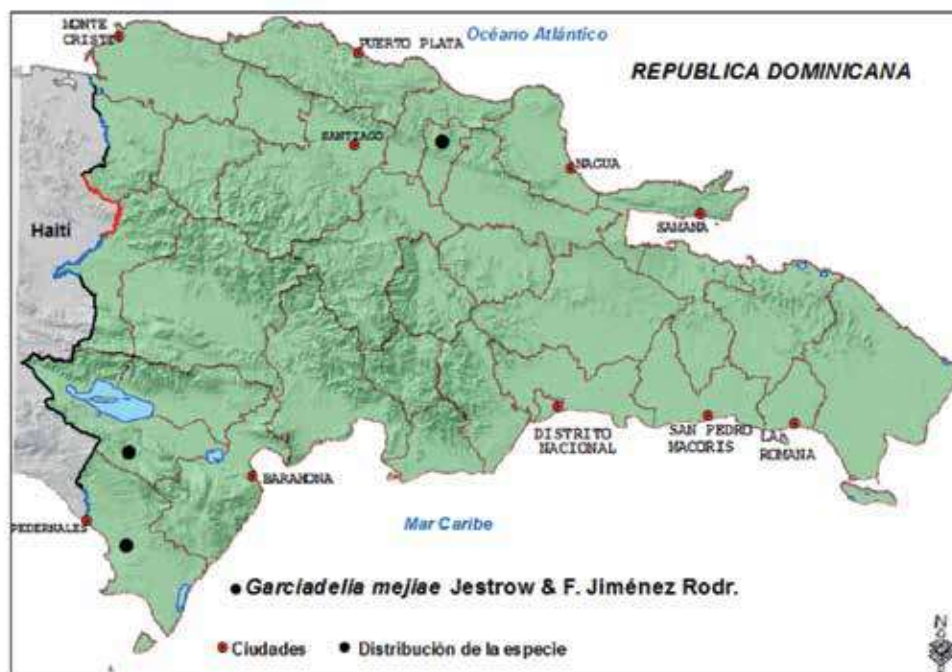 MONTE
CRISTI
PUERTO PLATA
Océano Atlántico
REPUBLICA DOMINICANA
SANTIAGO
NAGUA
SAMANA
Haití
DISTRITO
NACIONAL
SAN PEDRO
MACORIS
LA
ROMANA
BARAHONA
PEDERNALES
Mar Caribe
Garciadelia mejiae Jestrow & F. Jiménez Rodr.
Ciudades
Distribución de la especie
N